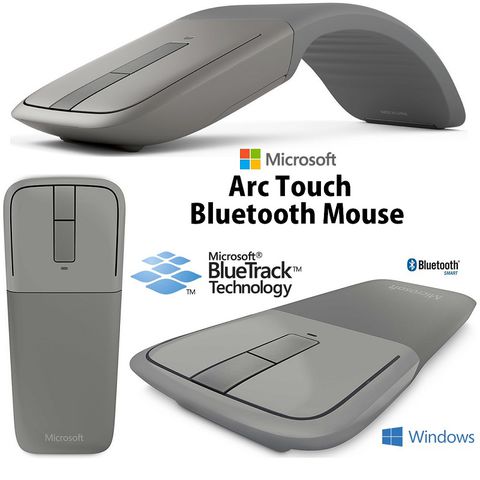 Microsoft
Arc Touch
Bluetooth Mouse
Microsoft®
BlueTrack™
Technology
™
Bluetooth®
SMART
Microsoft
Microsoft
Windows